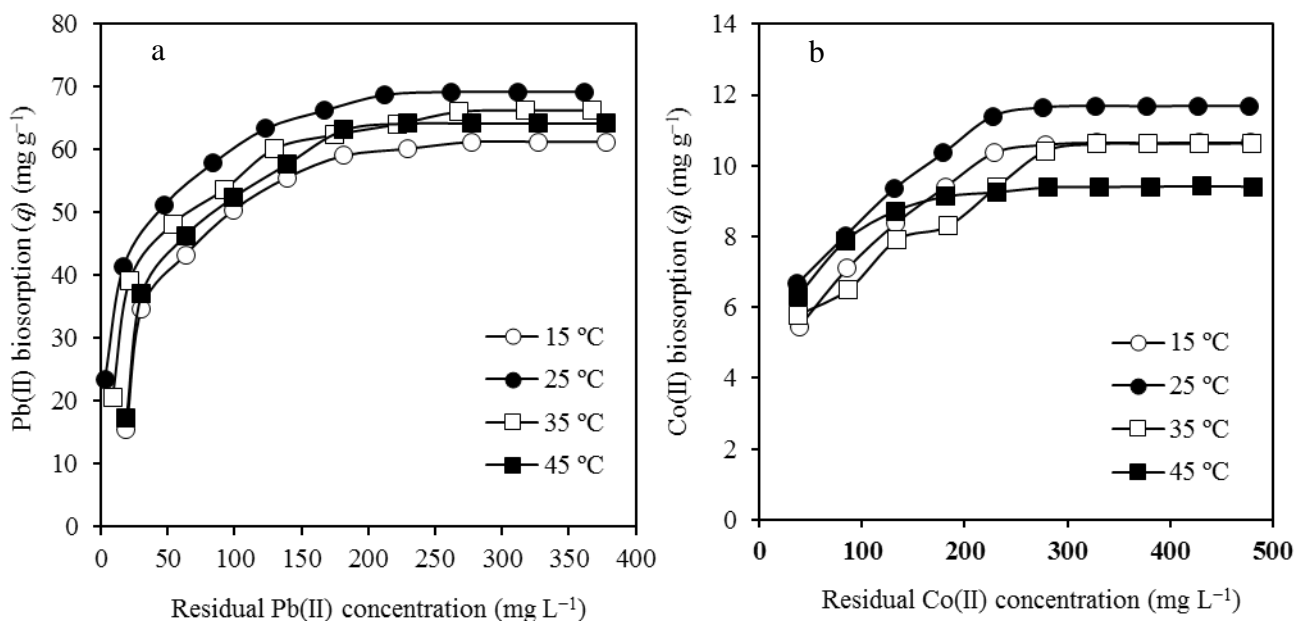 a
80
70
60
50
40
30
20
10
0
Pb(II) biosorption (q) (mg g⁻¹)
15 ºC
25 ºC
35 ºC
45 ºC
0 50 100 150 200 250 300 350 400
Residual Pb(II) concentration (mg L⁻¹)
b
14
12
10
8
6
4
2
0
Co(II) biosorption (q) (mg g⁻¹)
15 ºC
25 ºC
35 ºC
45 ºC
0 100 200 300 400 500
Residual Co(II) concentration (mg L⁻¹)